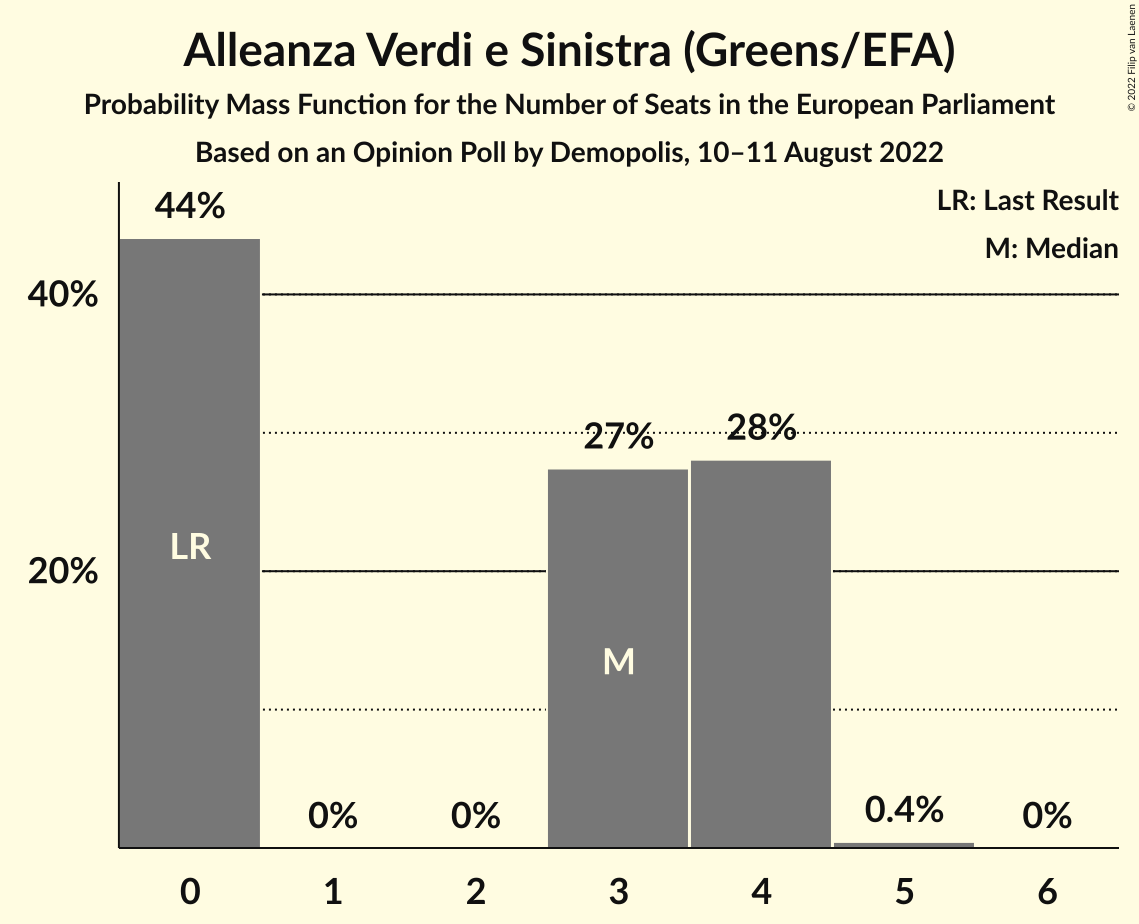 Alleanza Verdi e Sinistra (Greens/EFA)
Probability Mass Function for the Number of Seats in the European Parliament
Based on an Opinion Poll by Demopolis, 10–11 August 2022
© 2022 Filip van Laenen
LR: Last Result
M: Median
44%
40%
27%
28%
LR
20%
M
0%
0%
0.4%
0%
0
1
2
3
4
5
6